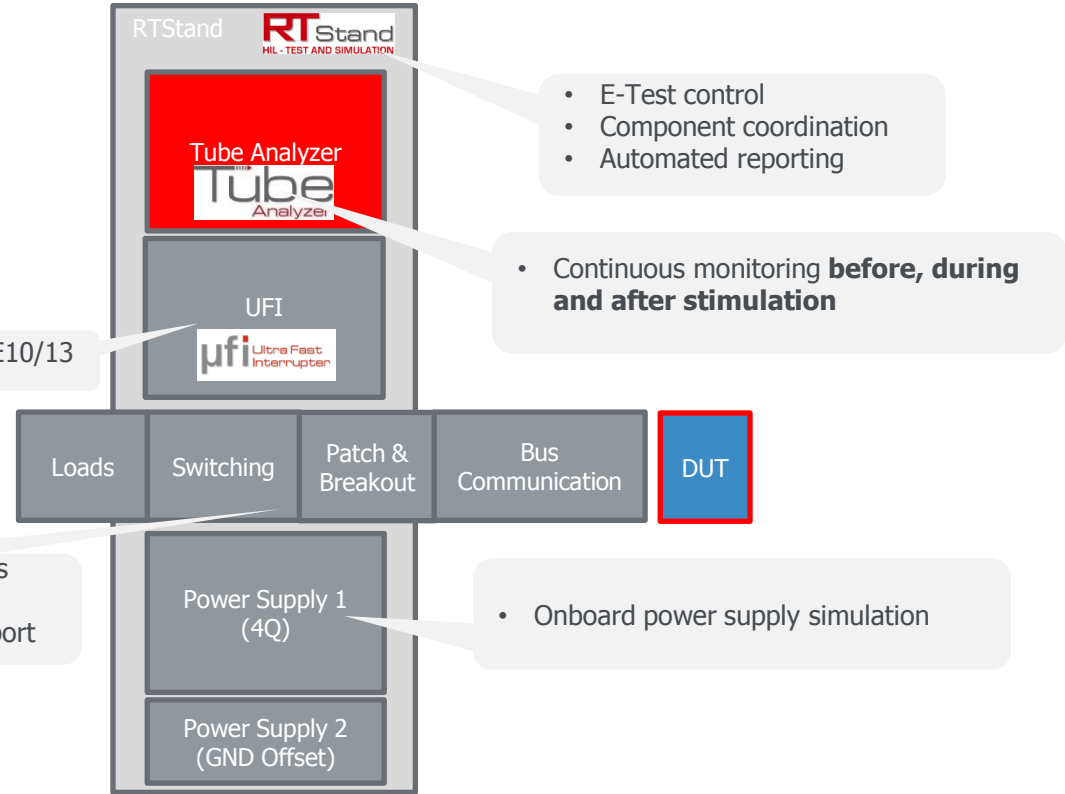 RTStand
RT Stand
HIL - TEST AND SIMULATION
• E-Test control
• Component coordination
• Automated reporting
Tube Analyzer
Tube
Analyzer
• Continuous monitoring before, during
and after stimulation
UFI
µfi Ultra Fast
Interrupter
E10/13
Loads
Switching
Patch &
Breakout
Bus
Communication
DUT
s
port
Power Supply 1
(4Q)
• Onboard power supply simulation
Power Supply 2
(GND Offset)